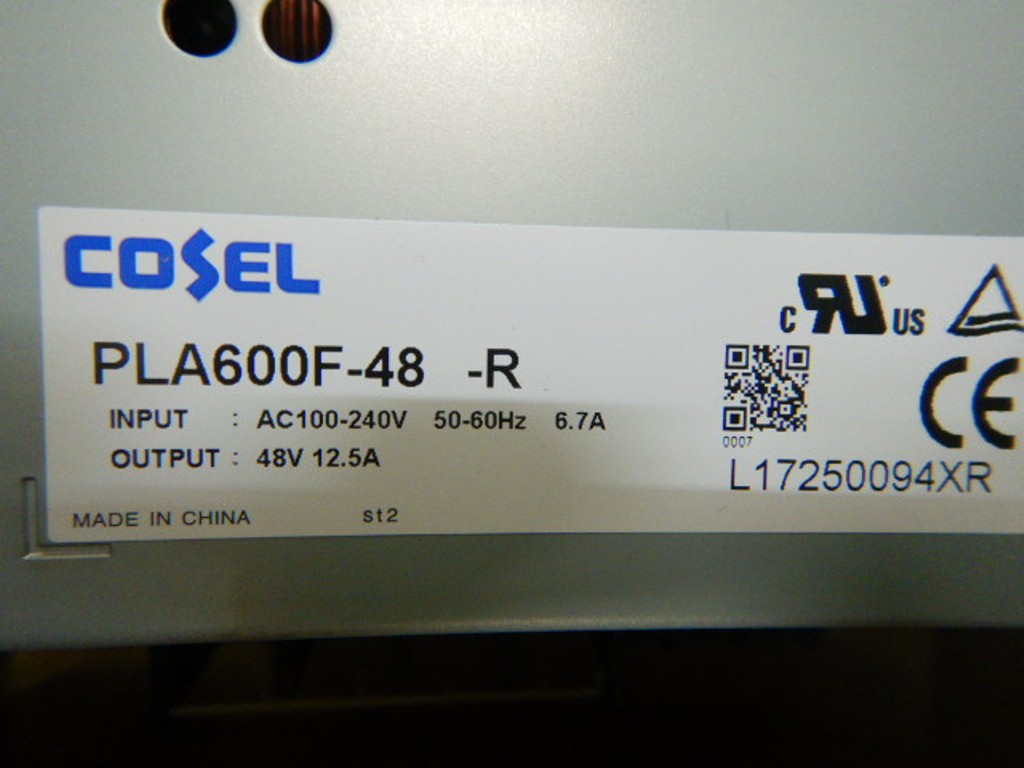 COSEL
C RU US
PLA600F-48 -R
INPUT : AC100-240V 50-60Hz 6.7A
OUTPUT : 48V 12.5A
CE
0007
L17250094XR
MADE IN CHINA st2